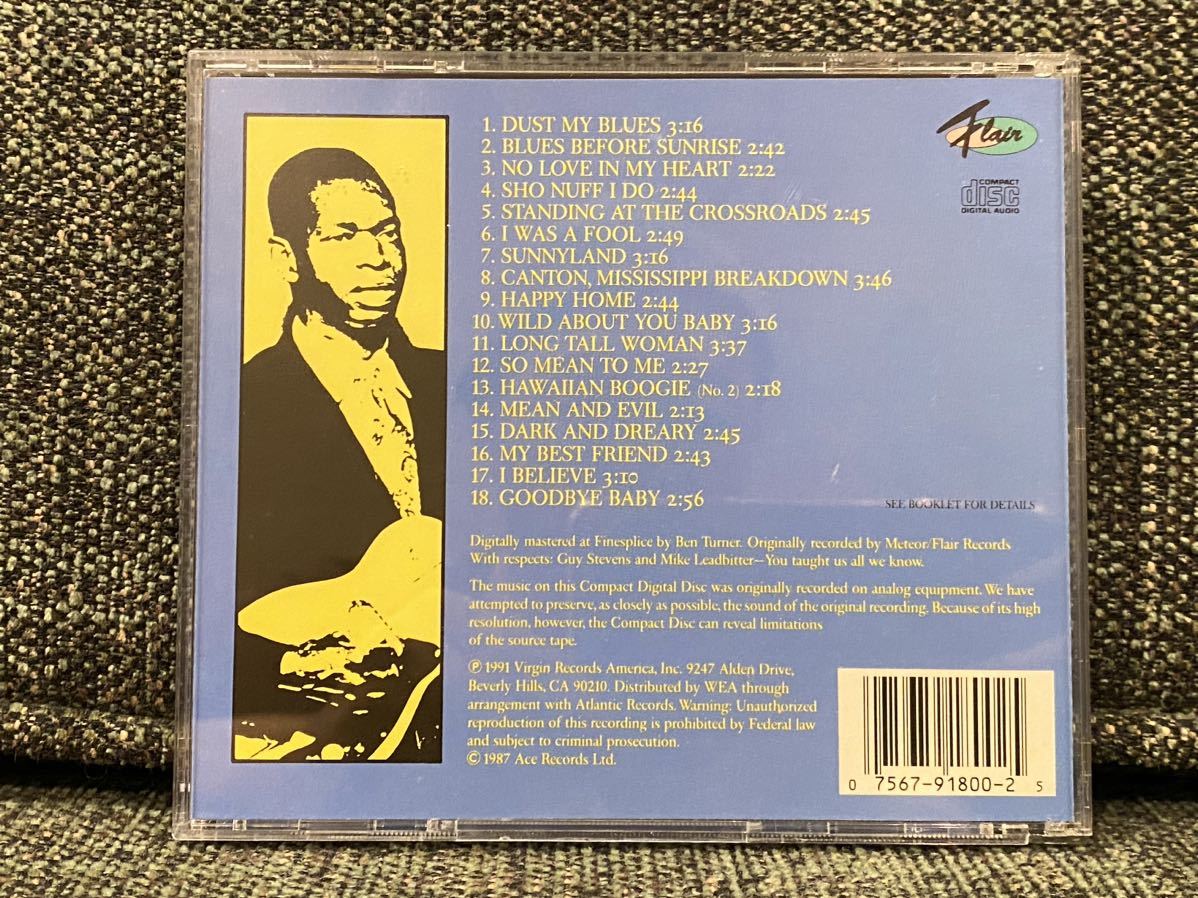 1. DUST MY BLUES 3:16
2. BLUES BEFORE SUNRISE 2:42
3. NO LOVE IN MY HEART 2:22
4. SHO NUFF I DO 2:44
5. STANDING AT THE CROSSROADS 2:45
6. I WAS A FOOL 2:49
7. SUNNYLAND 3:16
8. CANTON, MISSISSIPPI BREAKDOWN 3:46
9. HAPPY HOME 2:44
10. WILD ABOUT YOU BABY 3:16
11. LONG TALL WOMAN 3:37
12. SO MEAN TO ME 2:27
13. HAWAIIAN BOOGIE (No. 2) 2:18
14. MEAN AND EVIL 2:13
15. DARK AND DREARY 2:45
16. MY BEST FRIEND 2:43
17. I BELIEVE 3:10
18. GOODBYE BABY 2:56
Flair
COMPACT
disc
DIGITAL AUDIO
SEE BOOKLET FOR DETAILS
Digitally mastered at Finesplice by Ben Turner. Originally recorded by Meteor/Flair Records
With respects: Guy Stevens and Mike Leadbitter—You taught us all we know.
The music on this Compact Digital Disc was originally recorded on analog equipment. We have
attempted to preserve, as closely as possible, the sound of the original recording. Because of its high
resolution, however, the Compact Disc can reveal limitations
of the source tape.
℗ 1991 Virgin Records America, Inc. 9247 Alden Drive,
Beverly Hills, CA 90210. Distributed by WEA through
arrangement with Atlantic Records. Warning: Unauthorized
reproduction of this recording is prohibited by Federal law
and subject to criminal prosecution.
© 1987 Ace Records Ltd.
0 7567-91800-2 5